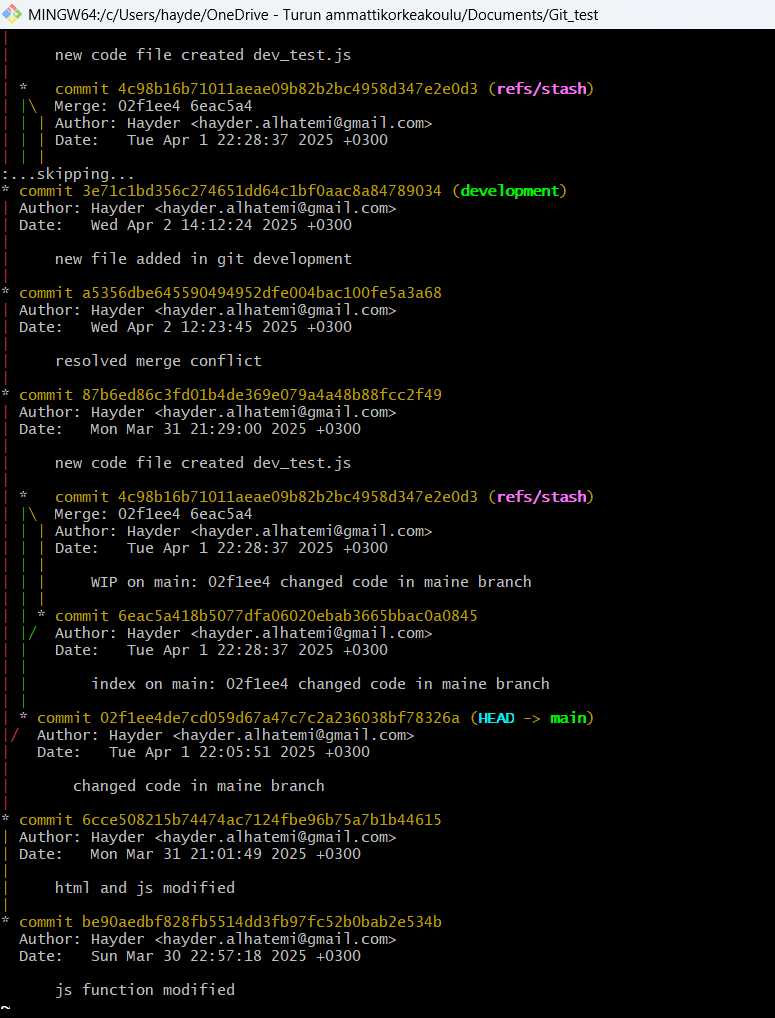 MINGW64:/c/Users/hayde/OneDrive - Turun ammattikorkeakoulu/Documents/Git_test
|
|     new code file created dev_test.js
|
| *   commit 4c98b16b71011aeae09b82b2bc4958d347e2e0d3 (refs/stash)
| |\  Merge: 02f1ee4 6eac5a4
| | | Author: Hayder <hayder.alhatemi@gmail.com>
| | | Date:   Tue Apr 1 22:28:37 2025 +0300
| | |
:...skipping...
* commit 3e71c1bd356c274651dd64c1bf0aac8a84789034 (development)
| Author: Hayder <hayder.alhatemi@gmail.com>
| Date:   Wed Apr 2 14:12:24 2025 +0300
|
|     new file added in git development
|
* commit a5356dbe645590494952dfe004bac100fe5a3a68
| Author: Hayder <hayder.alhatemi@gmail.com>
| Date:   Wed Apr 2 12:23:45 2025 +0300
|
|     resolved merge conflict
|
* commit 87b6ed86c3fd01b4de369e079a4a48b88fcc2f49
| Author: Hayder <hayder.alhatemi@gmail.com>
| Date:   Mon Mar 31 21:29:00 2025 +0300
|
|     new code file created dev_test.js
|
| *   commit 4c98b16b71011aeae09b82b2bc4958d347e2e0d3 (refs/stash)
| |\  Merge: 02f1ee4 6eac5a4
| | | Author: Hayder <hayder.alhatemi@gmail.com>
| | | Date:   Tue Apr 1 22:28:37 2025 +0300
| | |
| | |     WIP on main: 02f1ee4 changed code in maine branch
| | |
| | * commit 6eac5a418b5077dfa06020ebab3665bbac0a0845
| |/  Author: Hayder <hayder.alhatemi@gmail.com>
| |   Date:   Tue Apr 1 22:28:37 2025 +0300
| |
| |       index on main: 02f1ee4 changed code in maine branch
| |
| * commit 02f1ee4de7cd059d67a47c7c2a236038bf78326a (HEAD -> main)
|/  Author: Hayder <hayder.alhatemi@gmail.com>
|   Date:   Tue Apr 1 22:05:51 2025 +0300
|
|       changed code in maine branch
|
* commit 6cce508215b74474ac7124fbe96b75a7b1b44615
| Author: Hayder <hayder.alhatemi@gmail.com>
| Date:   Mon Mar 31 21:01:49 2025 +0300
|
|     html and js modified
|
* commit be90aedbf828fb5514dd3fb97fc52b0bab2e534b
  Author: Hayder <hayder.alhatemi@gmail.com>
  Date:   Sun Mar 30 22:57:18 2025 +0300

      js function modified
~